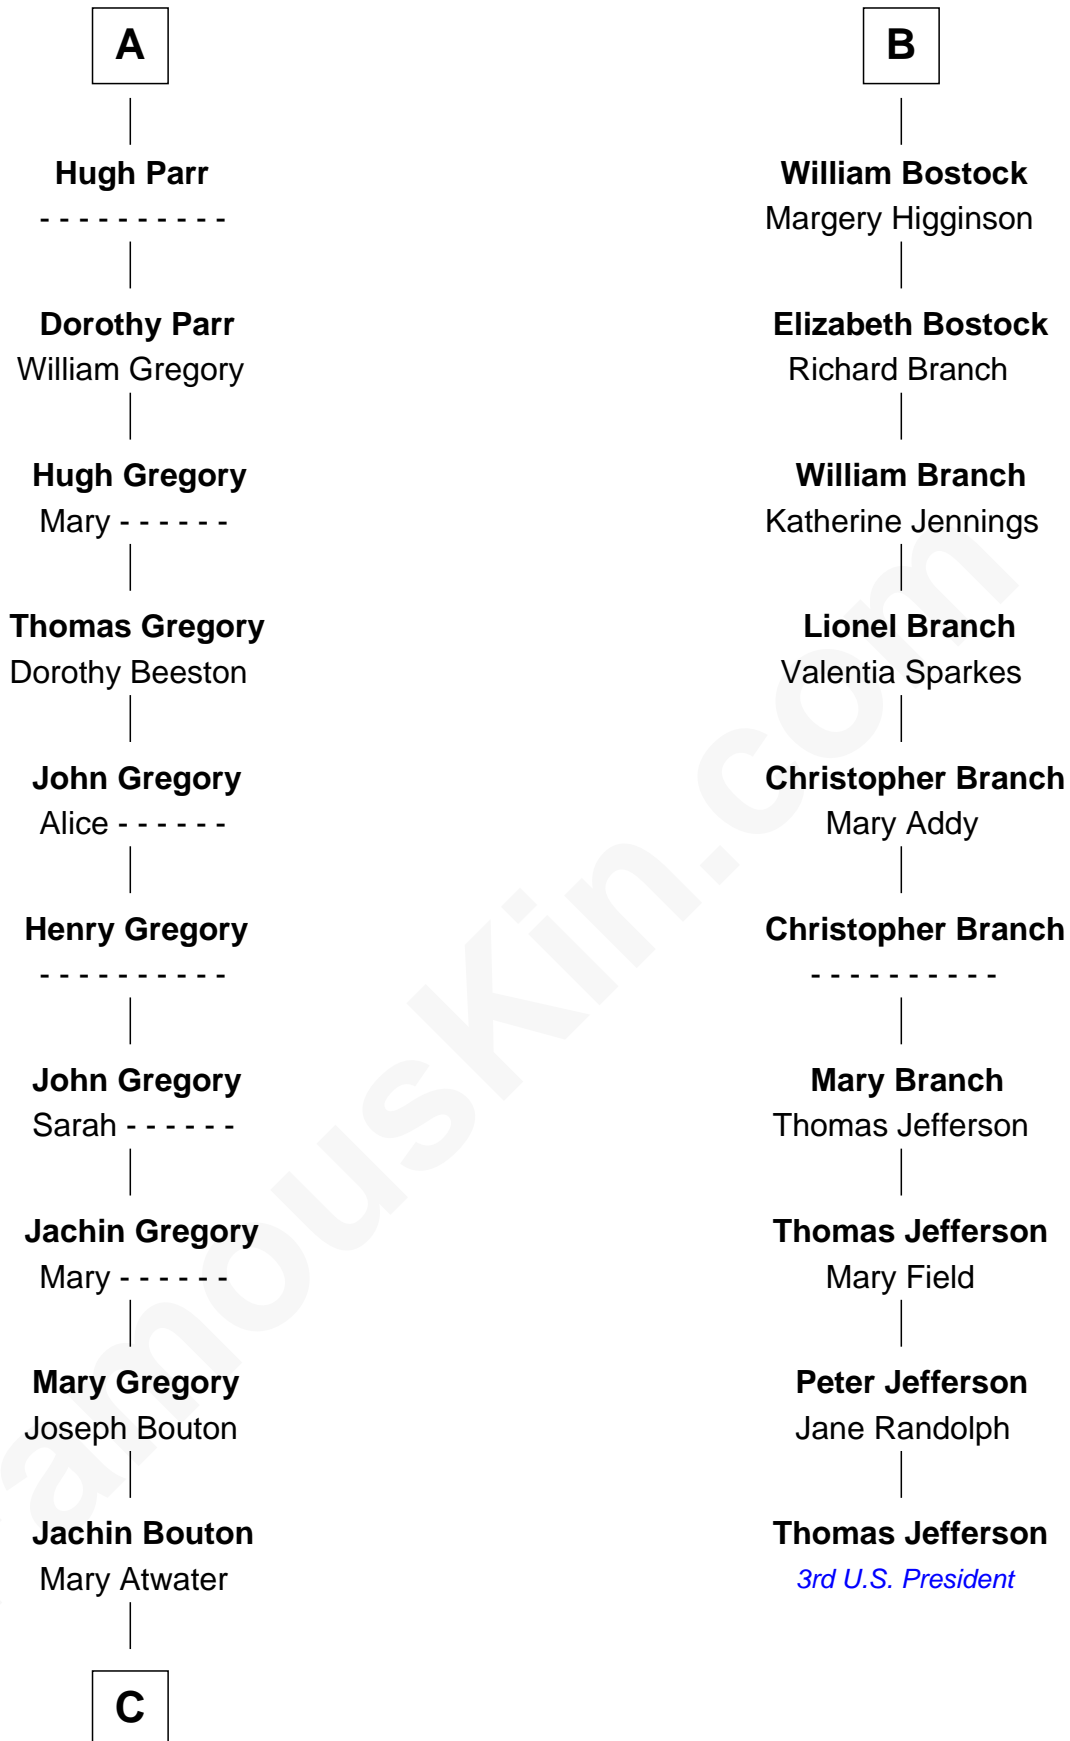 A
Hugh Parr
- - - - - - - - - -
Dorothy Parr
William Gregory
Hugh Gregory
Mary - - - - - -
Thomas Gregory
Dorothy Beeston
John Gregory
Alice - - - - - -
Henry Gregory
- - - - - - - - - -
John Gregory
Sarah - - - - - -
Jachin Gregory
Mary - - - - - -
Mary Gregory
Joseph Bouton
Jachin Bouton
Mary Atwater
C
B
William Bostock
Margery Higginson
Elizabeth Bostock
Richard Branch
William Branch
Katherine Jennings
Lionel Branch
Valentia Sparkes
Christopher Branch
Mary Addy
Christopher Branch
- - - - - - - - - -
Mary Branch
Thomas Jefferson
Thomas Jefferson
Mary Field
Peter Jefferson
Jane Randolph
Thomas Jefferson
3rd U.S. President
amouskin.com